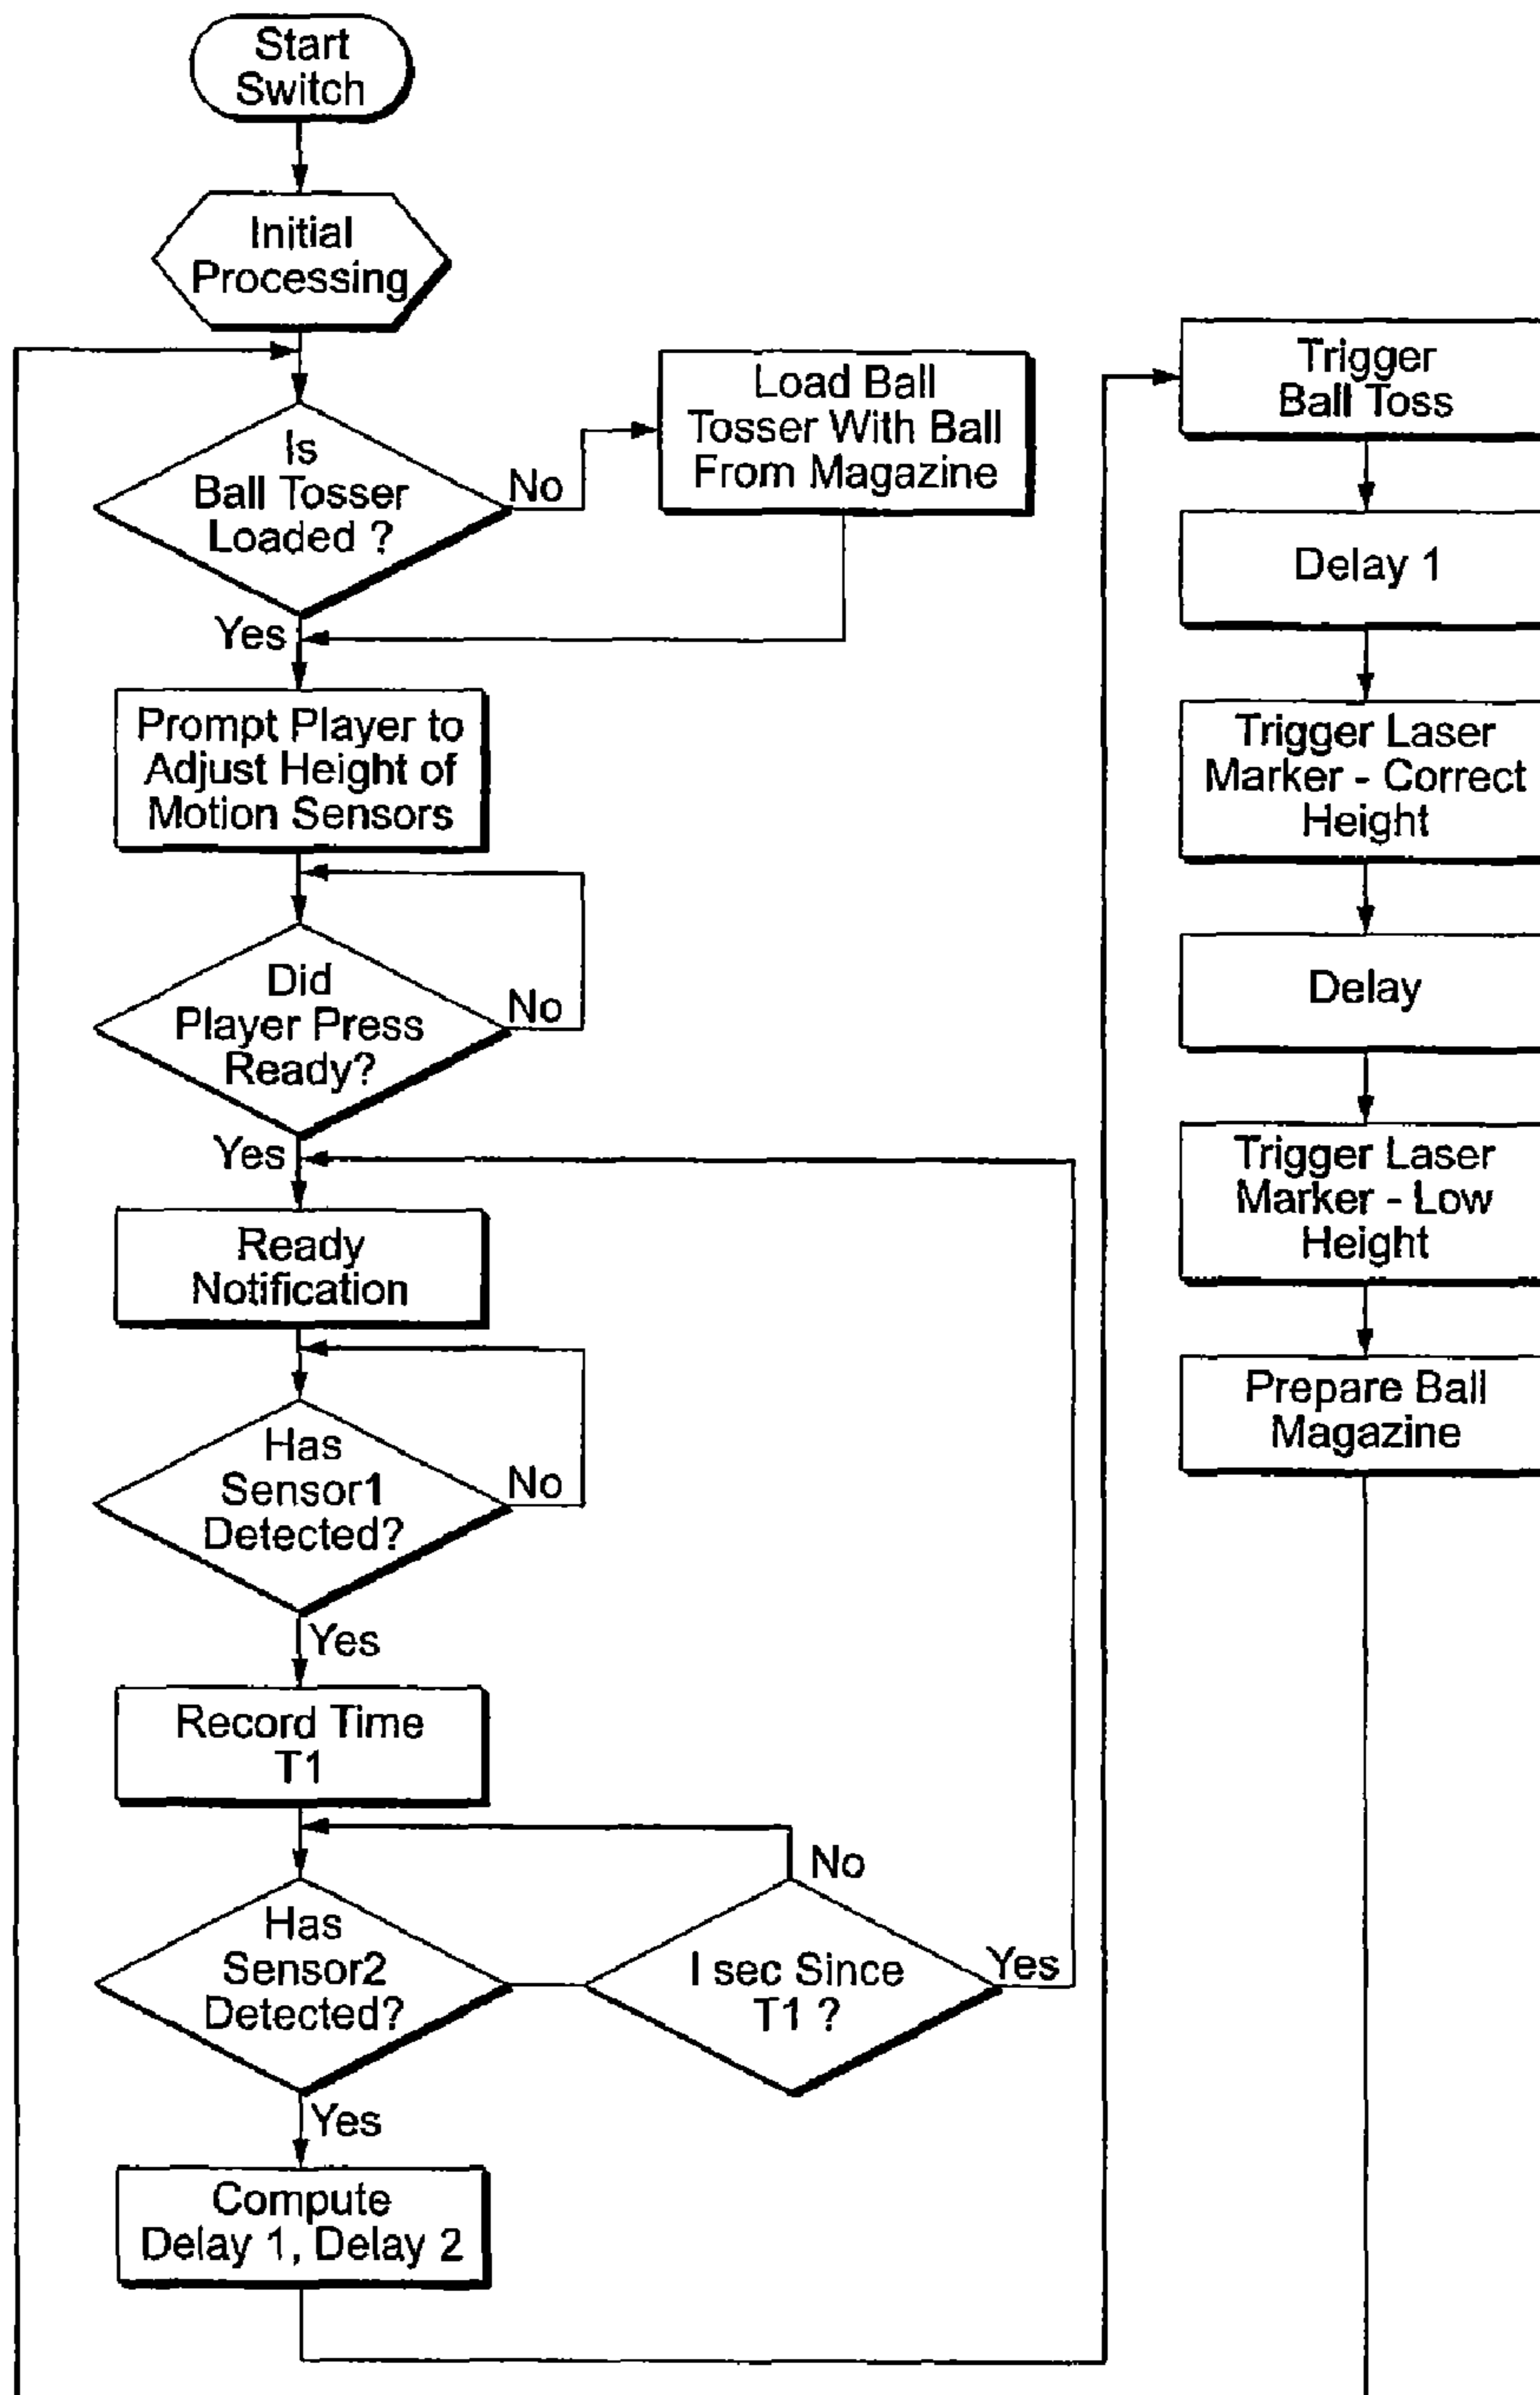 Start
Switch
Initial
Processing
Is
Ball Tosser
Loaded ?
No
Load Ball
Tosser With Ball
From Magazine
Yes
Prompt Player to
Adjust Height of
Motion Sensors
Did
Player Press
Ready?
No
Yes
Ready
Notification
Has
Sensor1
Detected?
No
Yes
Record Time
T1
Has
Sensor2
Detected?
No
I sec Since
T1 ?
Yes
Yes
Compute
Delay 1, Delay 2
Trigger
Ball Toss
Delay 1
Trigger Laser
Marker - Correct
Height
Delay
Trigger Laser
Marker - Low
Height
Prepare Ball
Magazine